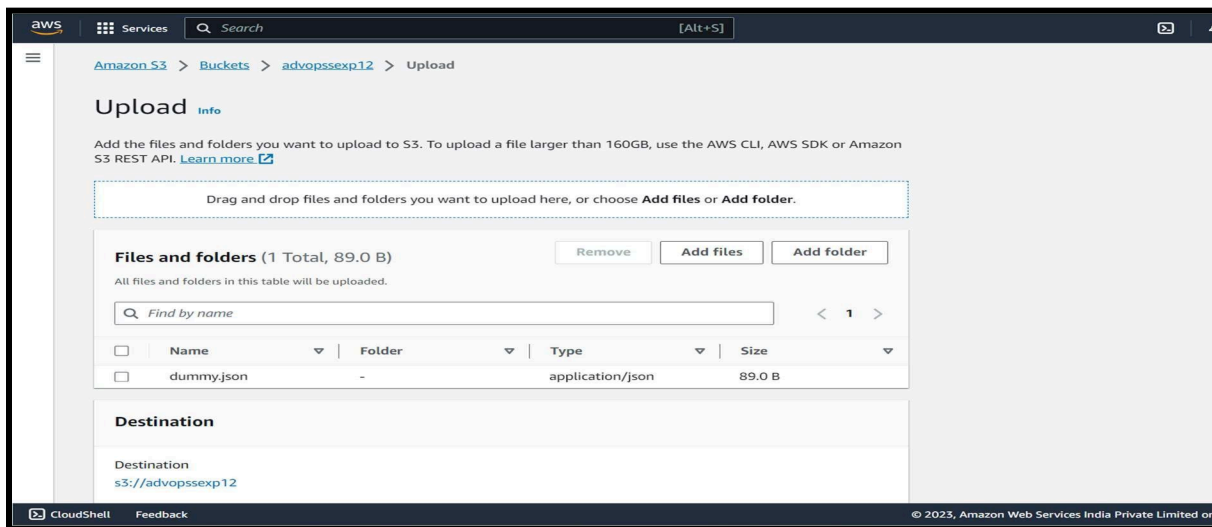 aws Services Search [Alt+S]
Amazon S3 > Buckets > advopssexp12 > Upload
Upload Info
Add the files and folders you want to upload to S3. To upload a file larger than 160GB, use the AWS CLI, AWS SDK or Amazon
S3 REST API. Learn more
Drag and drop files and folders you want to upload here, or choose Add files or Add folder.
Files and folders (1 Total, 89.0 B) Remove Add files Add folder
All files and folders in this table will be uploaded.
Find by name < 1 >
Name Folder Type Size
dummy.json - application/json 89.0 B
Destination
Destination
s3://advopssexp12
CloudShell Feedback © 2023, Amazon Web Services India Private Limited or